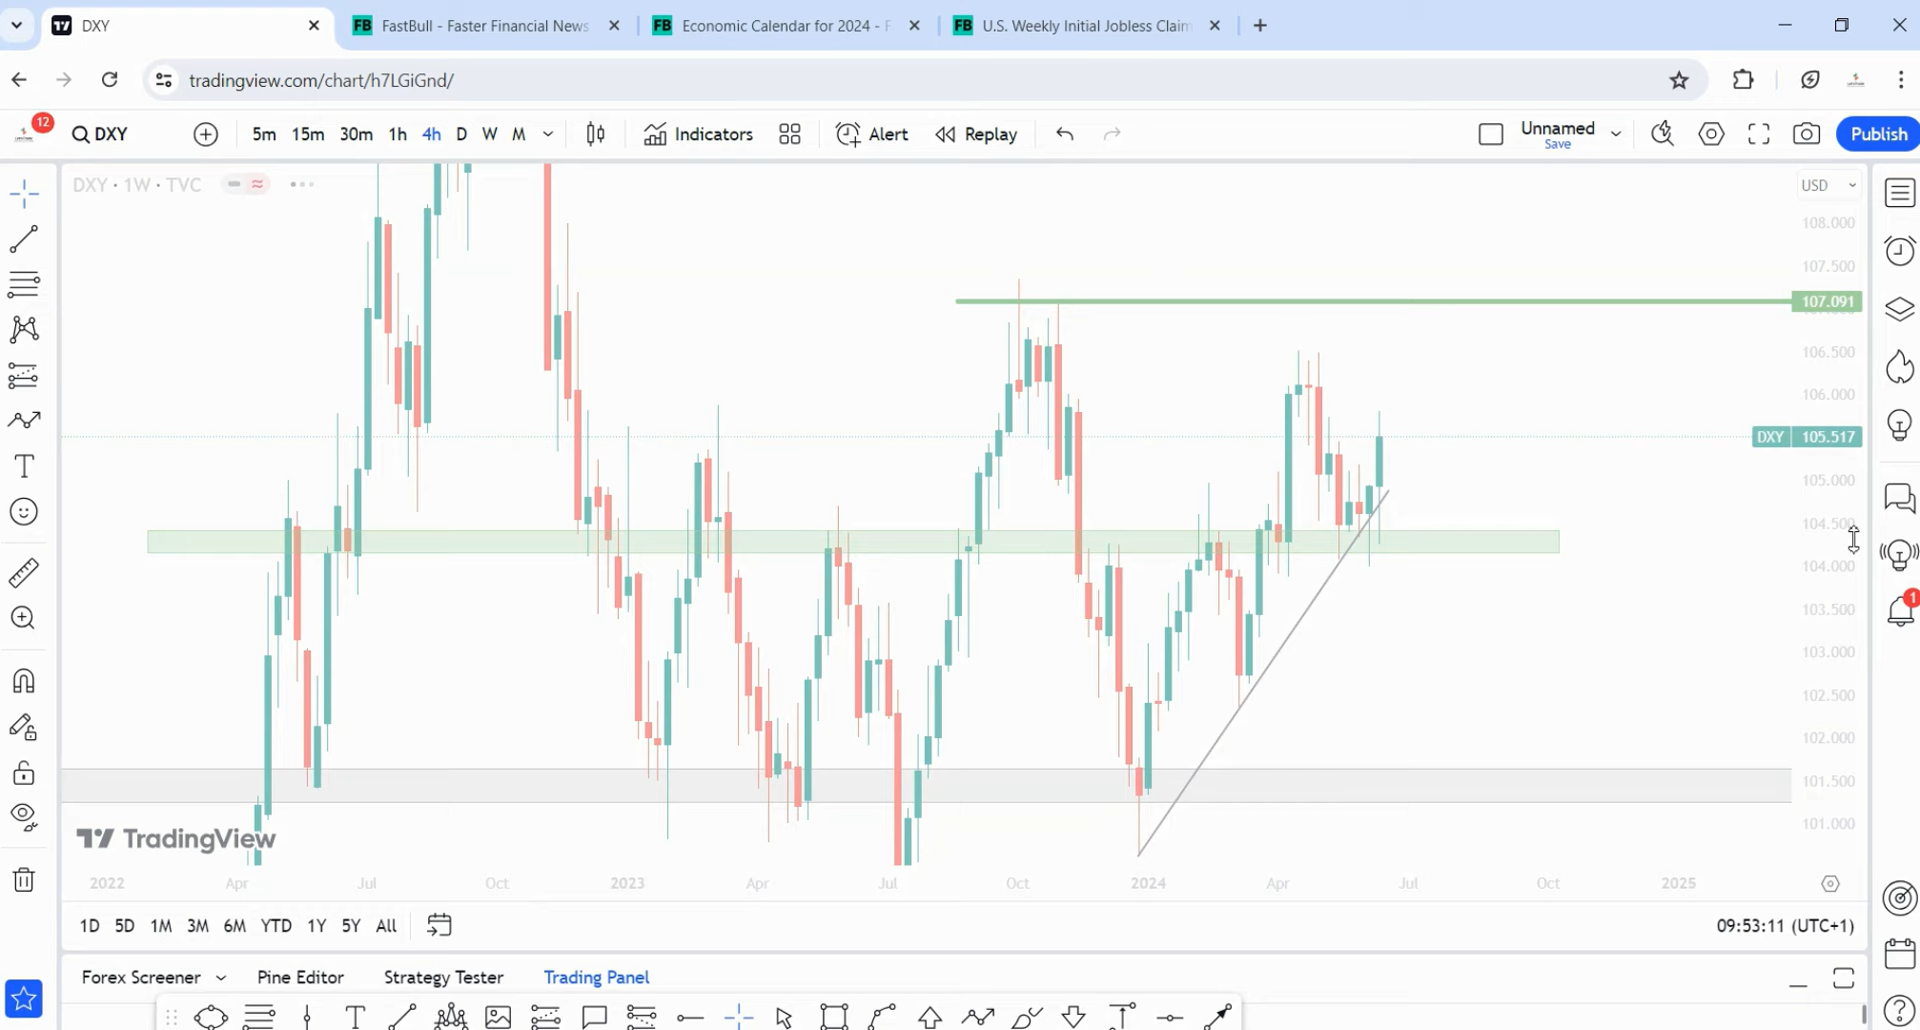 DXY
FastBull - Faster Financial News
Economic Calendar for 2024 - F
U.S. Weekly Initial Jobless Claim
tradingview.com/chart/h7LGiGnd/
12
DXY 5m 15m 30m 1h 4h D W M Indicators Alert Replay Unnamed Publish
Save
DXY · 1W · TVC
USD
108.000
107.500
107.091
106.500
106.000
DXY 105.517
105.000
104.500
104.000
103.500
103.000
102.500
102.000
101.500
101.000
1
TradingView
2022 Apr Jul Oct 2023 Apr Jul Oct 2024 Apr Jul Oct 2025
1D 5D 1M 3M 6M YTD 1Y 5Y All 09:53:11 (UTC+1)
Forex Screener Pine Editor Strategy Tester Trading Panel